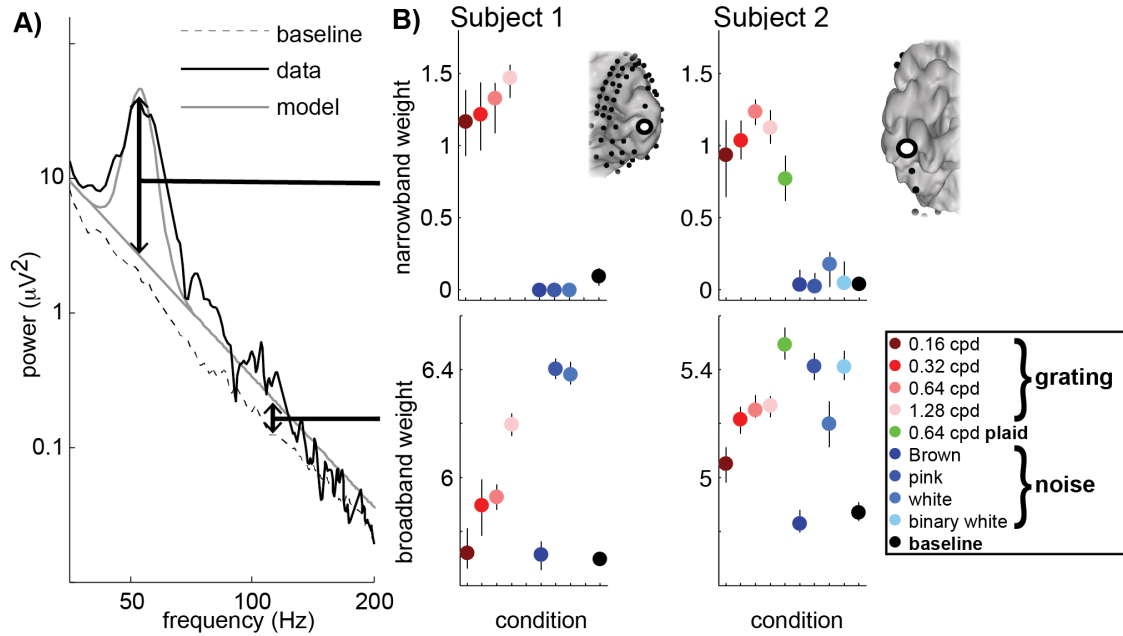 A)
baseline
data
model
10
1
0.1
power (μV2)
50
100
200
frequency (Hz)
B)
Subject 1
Subject 2
narrowband weight
1.5
1
0.5
0
1.5
1
0.5
0
broadband weight
6.4
6
5.4
5
condition
condition
0.16 cpd
0.32 cpd
0.64 cpd
1.28 cpd
grating
0.64 cpd plaid
Brown
pink
white
binary white
noise
baseline